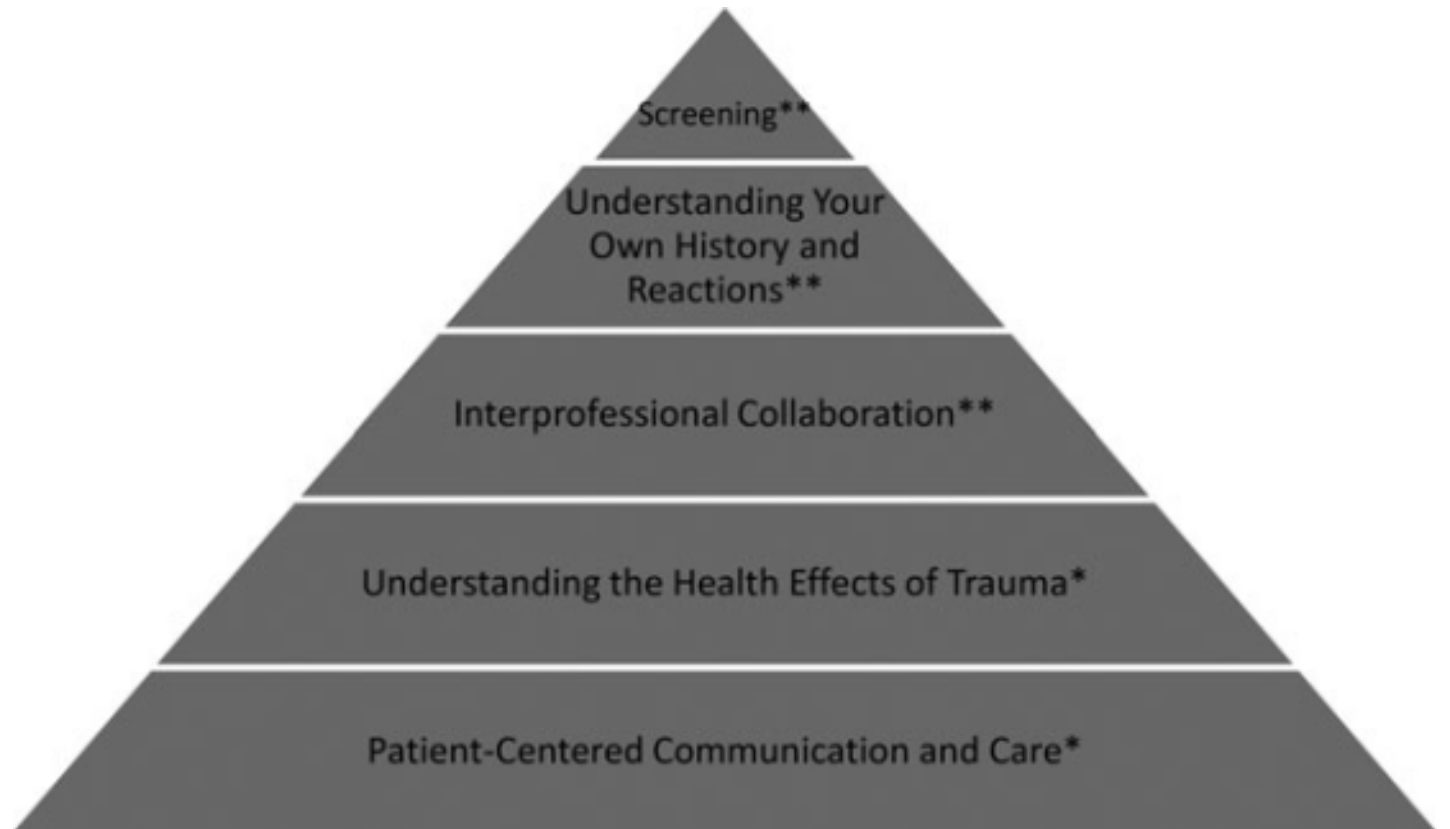 Screening**
Understanding Your
Own History and
Reactions**
Interprofessional Collaboration**
Understanding the Health Effects of Trauma*
Patient-Centered Communication and Care*